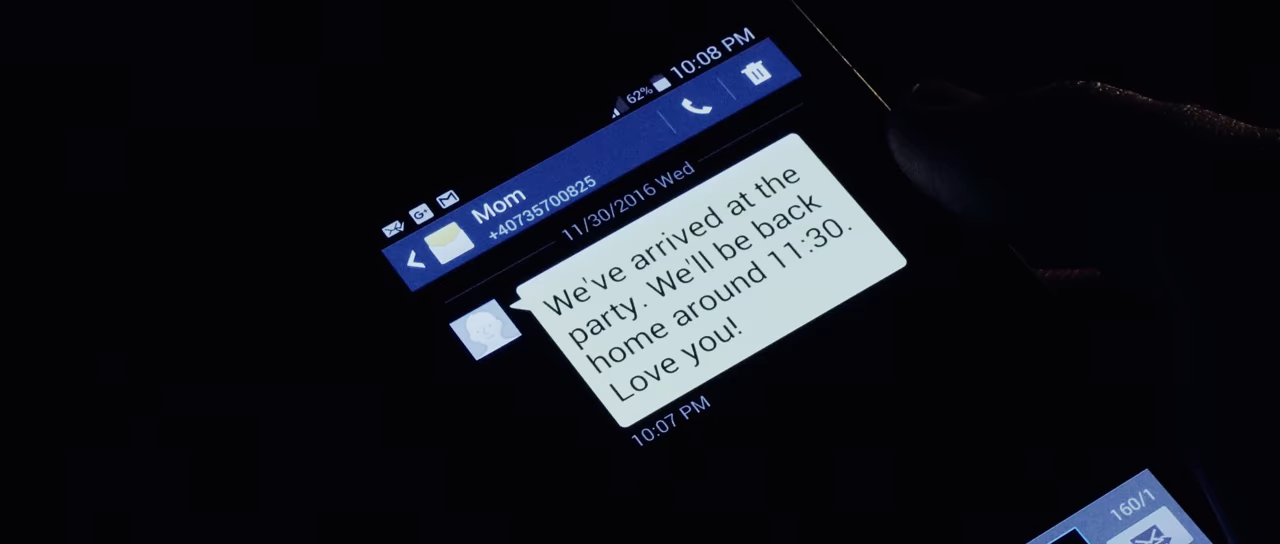 62% 10:08 PM
Mom
+40735700825
11/30/2016 Wed
We've arrived at the
party. We'll be back
home around 11:30.
Love you!
10:07 PM
160/1